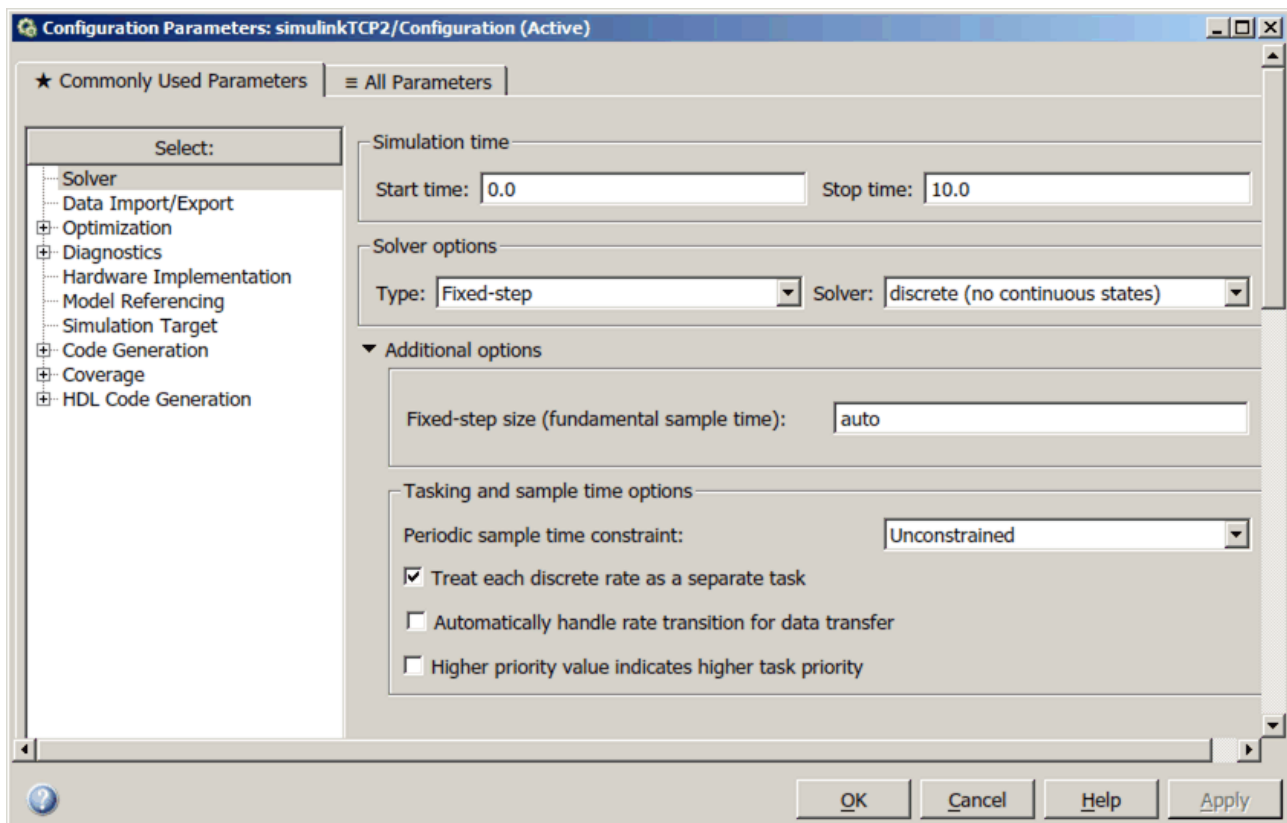 Configuration Parameters: simulinkTCP2/Configuration (Active)
★ Commonly Used Parameters
≡ All Parameters
Select:
Solver
Data Import/Export
Optimization
Diagnostics
Hardware Implementation
Model Referencing
Simulation Target
Code Generation
Coverage
HDL Code Generation
Simulation time
Start time: 0.0 Stop time: 10.0
Solver options
Type: Fixed-step Solver: discrete (no continuous states)
Additional options
Fixed-step size (fundamental sample time): auto
Tasking and sample time options
Periodic sample time constraint: Unconstrained
Treat each discrete rate as a separate task
Automatically handle rate transition for data transfer
Higher priority value indicates higher task priority
OK Cancel Help Apply